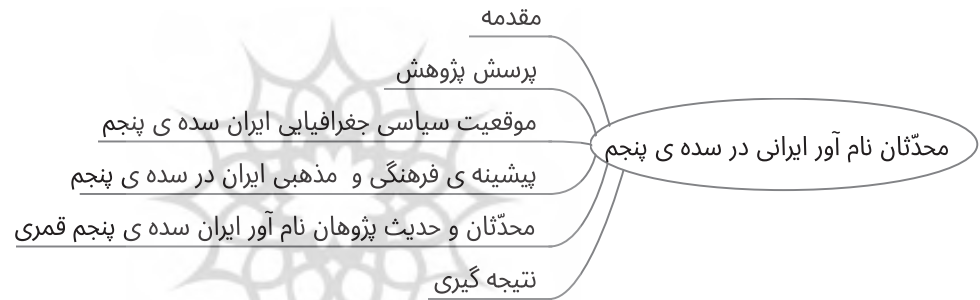 محدّثان نام آور ایرانی در سده ی پنجم
مقدمه
پرسش پژوهش
موقعیت سیاسی جغرافیایی ایران سده ی پنجم
پیشینه ی فرهنگی و مذهبی ایران در سده ی پنجم
محدّثان و حدیث پژوهان نام آور ایران سده ی پنجم قمری
نتیجه گیری